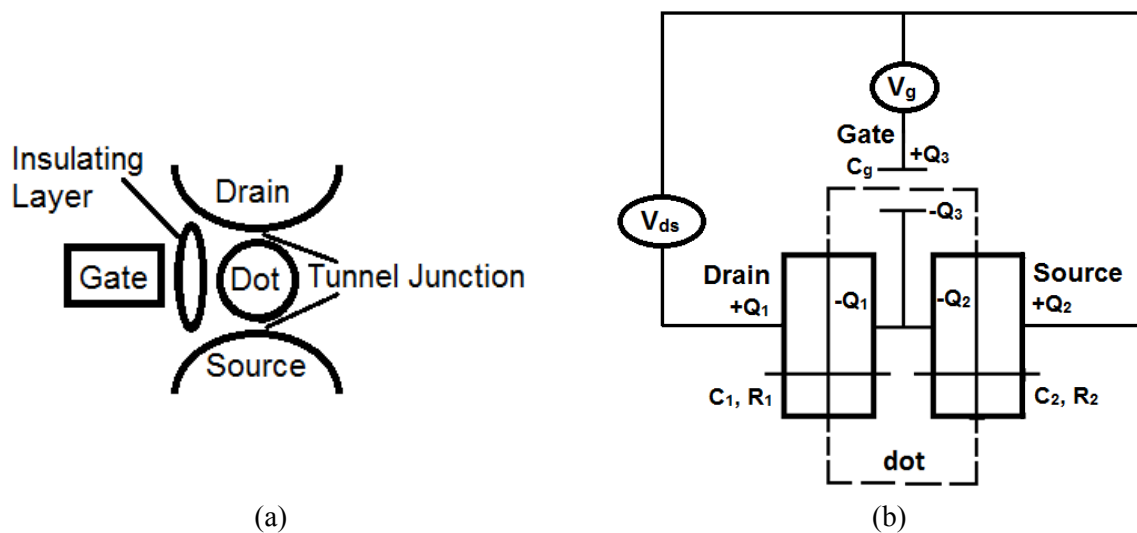 Insulating
Layer
Drain
Gate
Dot
Tunnel Junction
Source
(a)
Vg
Gate
Cg
+Q3
-Q3
Vds
Drain
+Q1
-Q1
-Q2
Source
+Q2
C1, R1
C2, R2
dot
(b)